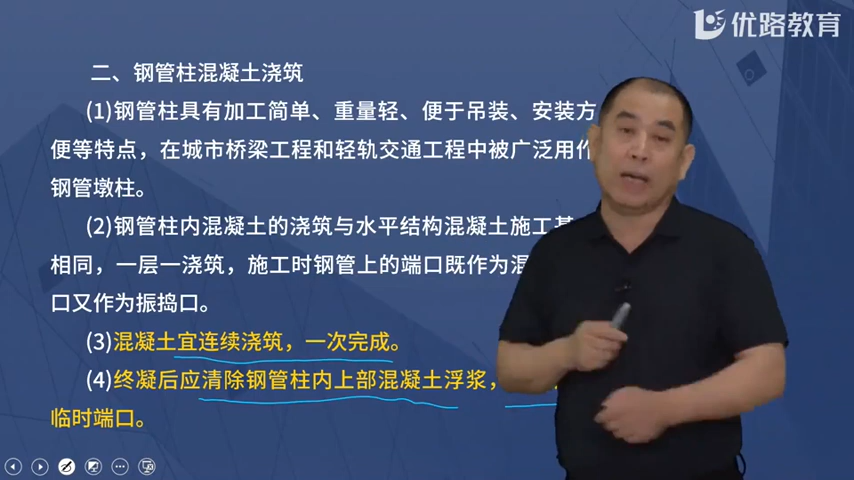 优路教育
二、钢管柱混凝土浇筑
(1)钢管柱具有加工简单、重量轻、便于吊装、安装方
便等特点，在城市桥梁工程和轻轨交通工程中被广泛用作
钢管墩柱。
(2)钢管柱内混凝土的浇筑与水平结构混凝土施工
相同，一层一浇筑，施工时钢管上的端口既作为
口又作为振捣口。
(3)混凝土宜连续浇筑，一次完成。
(4)终凝后应清除钢管柱内上部混凝土浮浆，
临时端口。